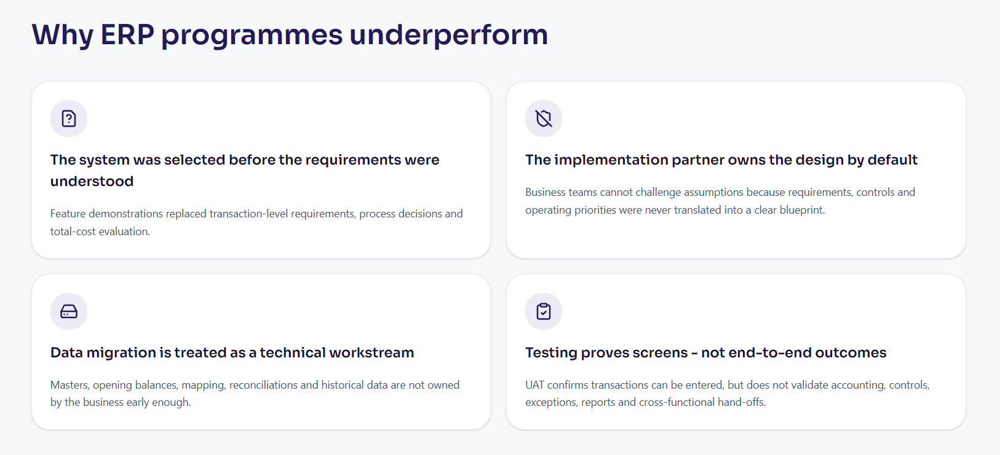 Why ERP programmes underperform
The system was selected before the requirements were
understood
Feature demonstrations replaced transaction-level requirements, process decisions and
total-cost evaluation.
The implementation partner owns the design by default
Business teams cannot challenge assumptions because requirements, controls and
operating priorities were never translated into a clear blueprint.
Data migration is treated as a technical workstream
Masters, opening balances, mapping, reconciliations and historical data are not owned
by the business early enough.
Testing proves screens - not end-to-end outcomes
UAT confirms transactions can be entered, but does not validate accounting, controls,
exceptions, reports and cross-functional hand-offs.